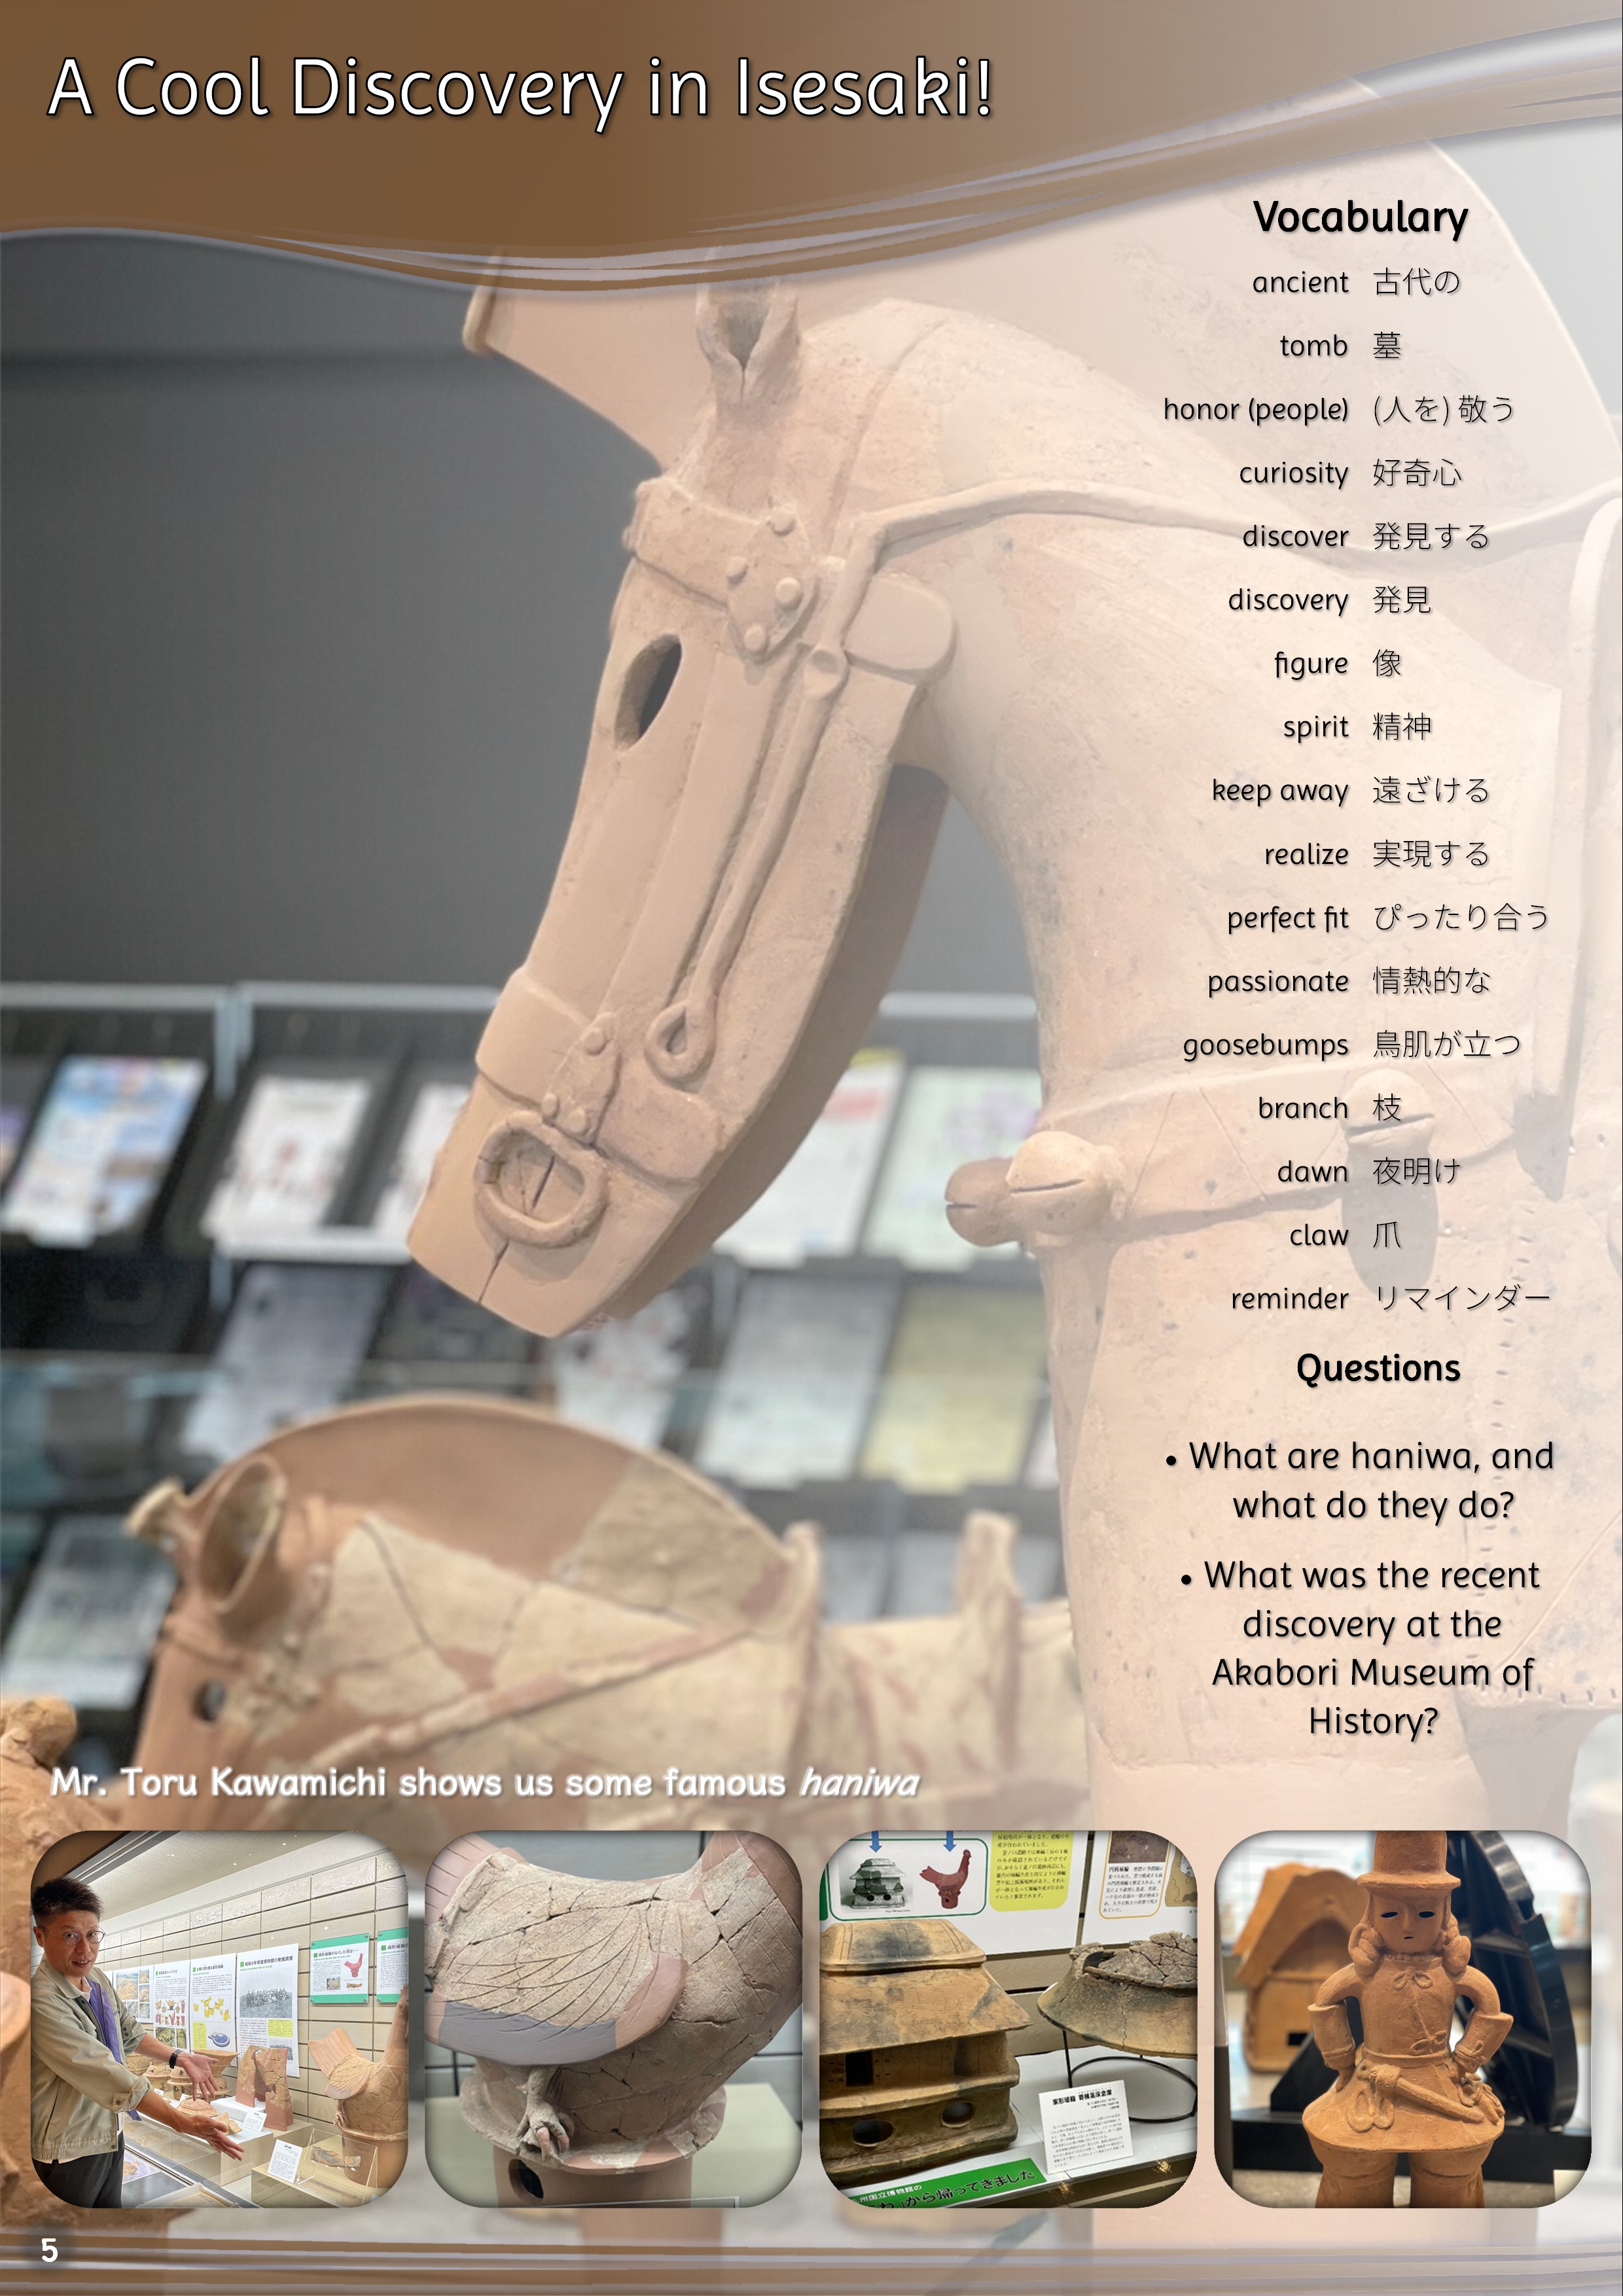 A Cool Discovery in Isesaki!
Vocabulary
ancient 古代の
tomb 墓
honor (people) (人を) 敬う
curiosity 好奇心
discover 発見する
discovery 発見
figure 像
spirit 精神
keep away 遠ざける
realize 実現する
perfect fit ぴったり合う
passionate 情熱的な
goosebumps 鳥肌が立つ
branch 枝
dawn 夜明け
claw 爪
reminder リマインダー
Questions
• What are haniwa, and
what do they do?
• What was the recent
discovery at the
Akabori Museum of
History?
Mr. Toru Kawamichi shows us some famous haniwa
から帰ってきました
5